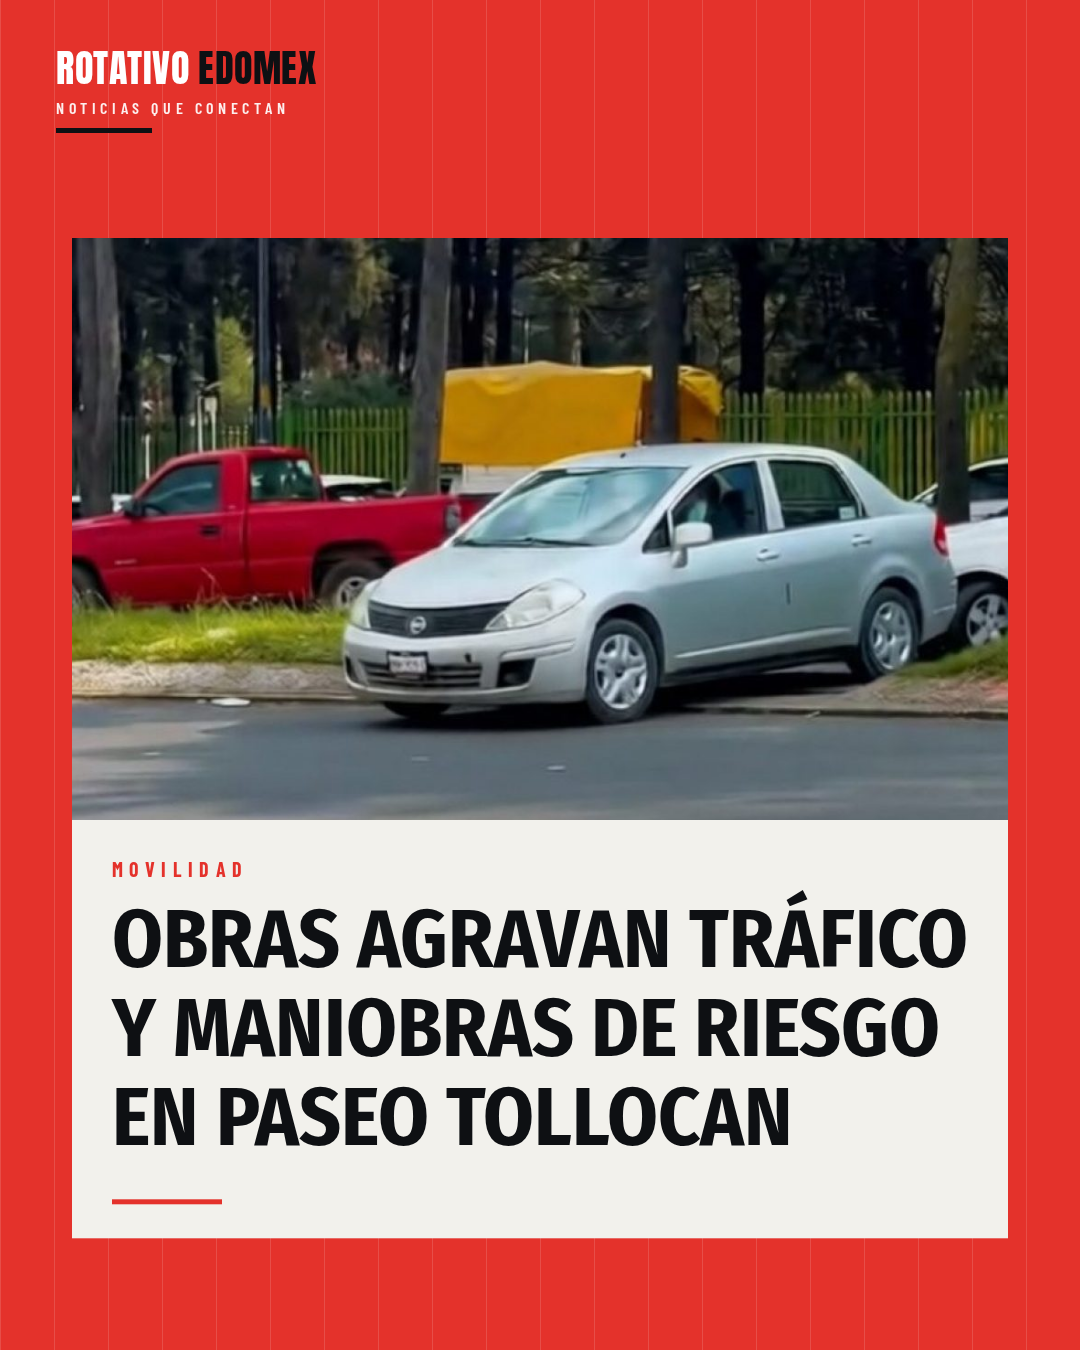 ROTATIVO EDOMEX
NOTICIAS QUE CONECTAN
MOVILIDAD
OBRAS AGRAVAN TRÁFICO
Y MANIOBRAS DE RIESGO
EN PASEO TOLLOCAN